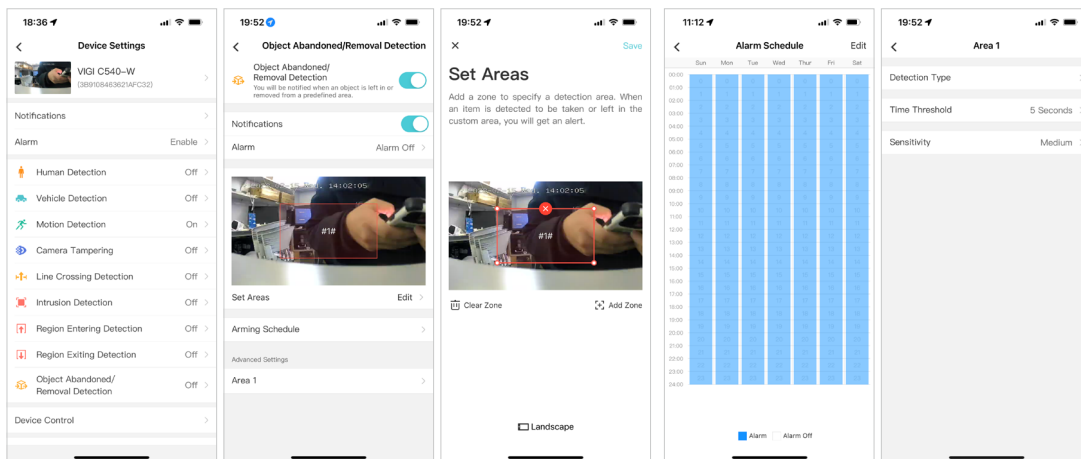 18:36
Device Settings
VIGI C540-W
(3B9108463621AFC32)
Notifications
Alarm
Enable
Human Detection
Off
Vehicle Detection
Off
Motion Detection
On
Camera Tampering
Off
Line Crossing Detection
Off
Intrusion Detection
Off
Region Entering Detection
Off
Region Exiting Detection
Off
Object Abandoned/
Removal Detection
Off
Device Control
19:52
Object Abandoned/Removal Detection
Object Abandoned/
Removal Detection
You will be notified when an object is left in or
removed from a predefined area.
Notifications
Alarm
Alarm Off
14:02:05
#1#
Set Areas
Edit
Arming Schedule
Advanced Settings
Area 1
19:52
Save
Set Areas
Add a zone to specify a detection area. When
an item is detected to be taken or left in the
custom area, you will get an alert.
14:02:05
#1#
Clear Zone
Add Zone
Landscape
11:12
Alarm Schedule
Edit
Sun Mon Tue Wed Thur Fri Sat
00:00
01:00
02:00
03:00
04:00
05:00
06:00
07:00
08:00
09:00
10:00
11:00
12:00
13:00
14:00
15:00
16:00
17:00
18:00
19:00
20:00
21:00
22:00
23:00
24:00
Alarm
Alarm Off
19:52
Area 1
Detection Type
Time Threshold
5 Seconds
Sensitivity
Medium